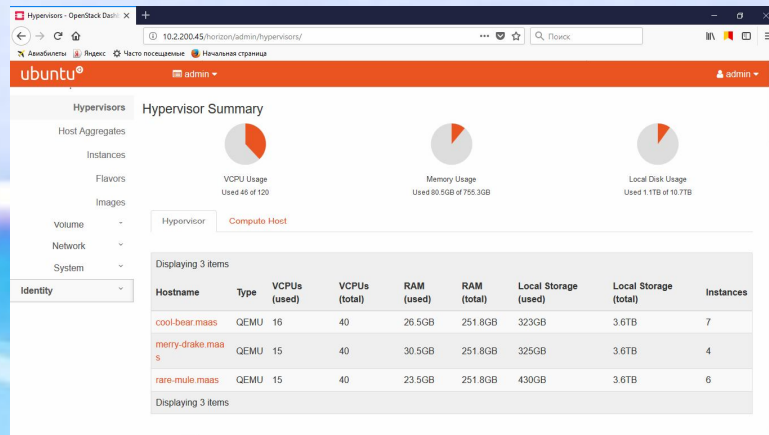 Hypervisors - OpenStack Dashb
10.2.200.45/horizon/admin/hypervisors/
Поиск
Авиабилеты Яндекс Часто посещаемые Начальная страница
ubuntu® admin admin
Hypervisors
Host Aggregates
Instances
Flavors
Images
Volume
Network
System
Identity
Hypervisor Summary
VCPU Usage
Used 46 of 120
Memory Usage
Used 80.5GB of 755.3GB
Local Disk Usage
Used 1.1TB of 10.7TB
Hypervisor Compute Host
Displaying 3 items
Hostname Type VCPUs (used) VCPUs (total) RAM (used) RAM (total) Local Storage (used) Local Storage (total) Instances
cool-bear.maas QEMU 16 40 26.5GB 251.8GB 323GB 3.6TB 7
merry-drake.maas QEMU 15 40 30.5GB 251.8GB 325GB 3.6TB 4
rare-mule.maas QEMU 15 40 23.5GB 251.8GB 430GB 3.6TB 6
Displaying 3 items